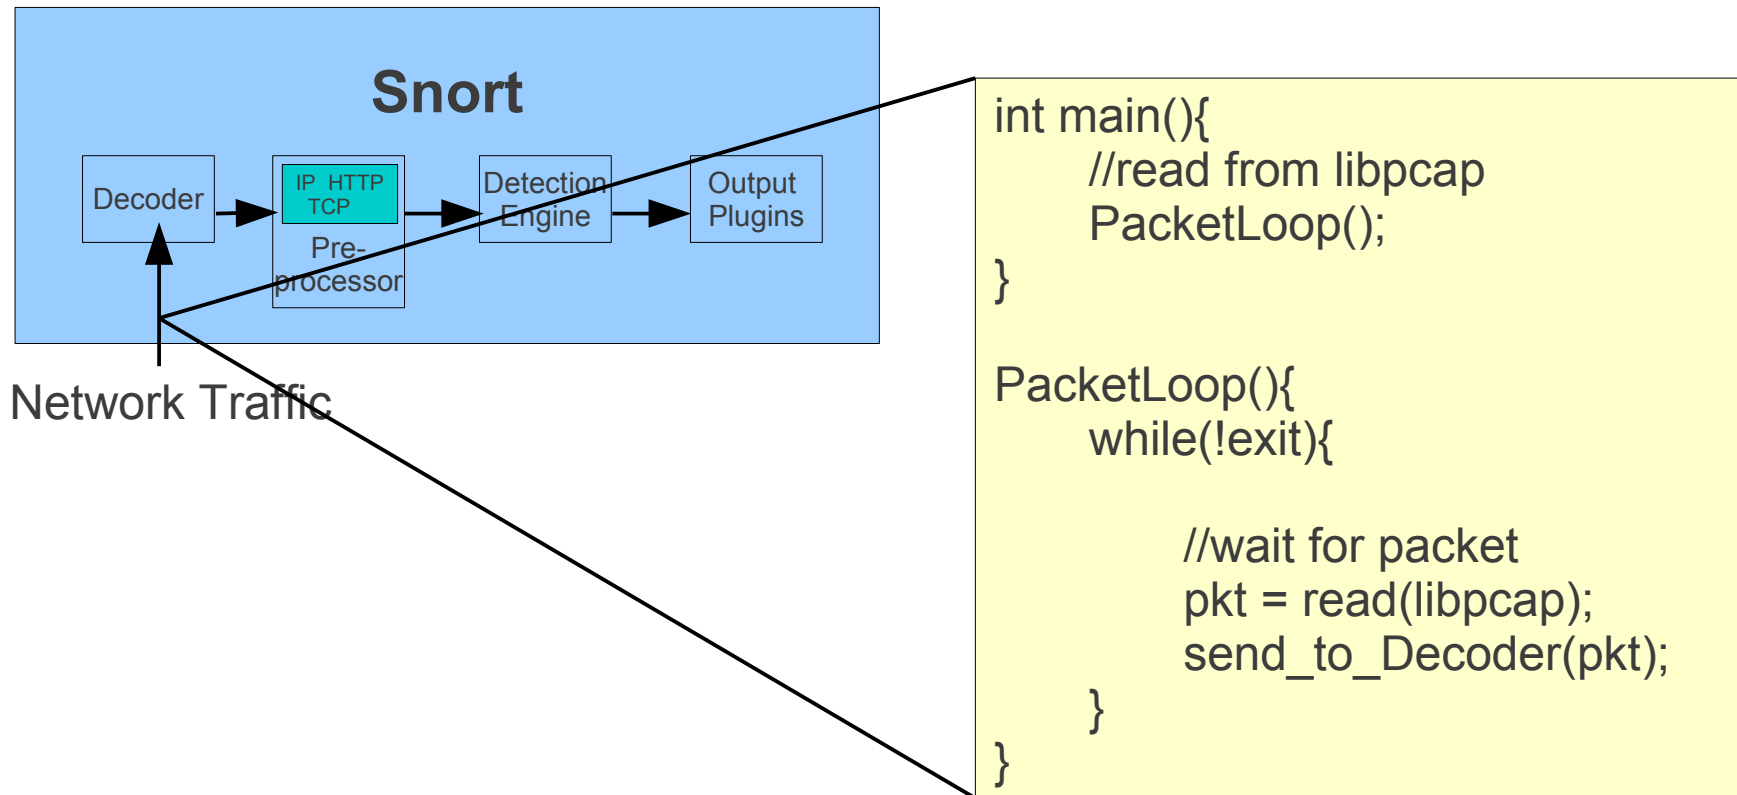 Snort
Decoder
IP HTTP
TCP
Pre-
processor
Detection
Engine
Output
Plugins
Network Traffic
int main(){
//read from libpcap
PacketLoop();
}
PacketLoop(){
while(!exit){
//wait for packet
pkt = read(libpcap);
send_to_Decoder(pkt);
}
}